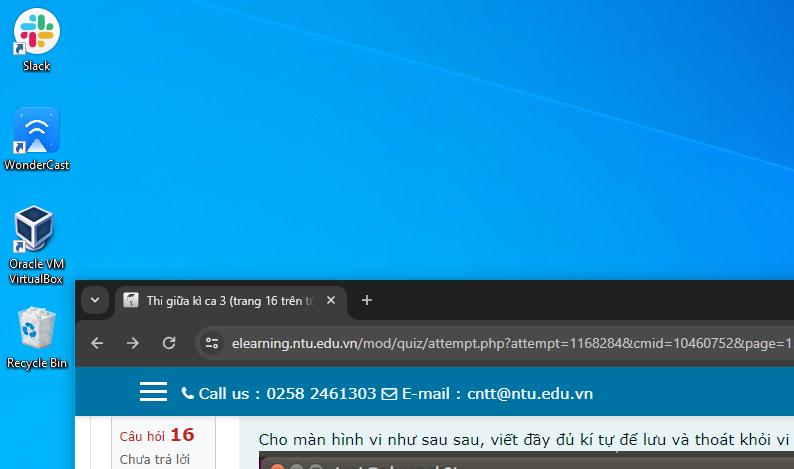 Slack
WonderCast
Oracle VM
VirtualBox
Recycle Bin
Thi giữa kì ca 3 (trang 16 trên
elearning.ntu.edu.vn/mod/quiz/attempt.php?attempt=1168284&cmid=10460752&page=1
Call us : 0258 2461303 E-mail : cntt@ntu.edu.vn
Câu hỏi 16
Chưa trả lời
Cho màn hình vi như sau sau, viết đầy đủ kí tự để lưu và thoát khỏi vi